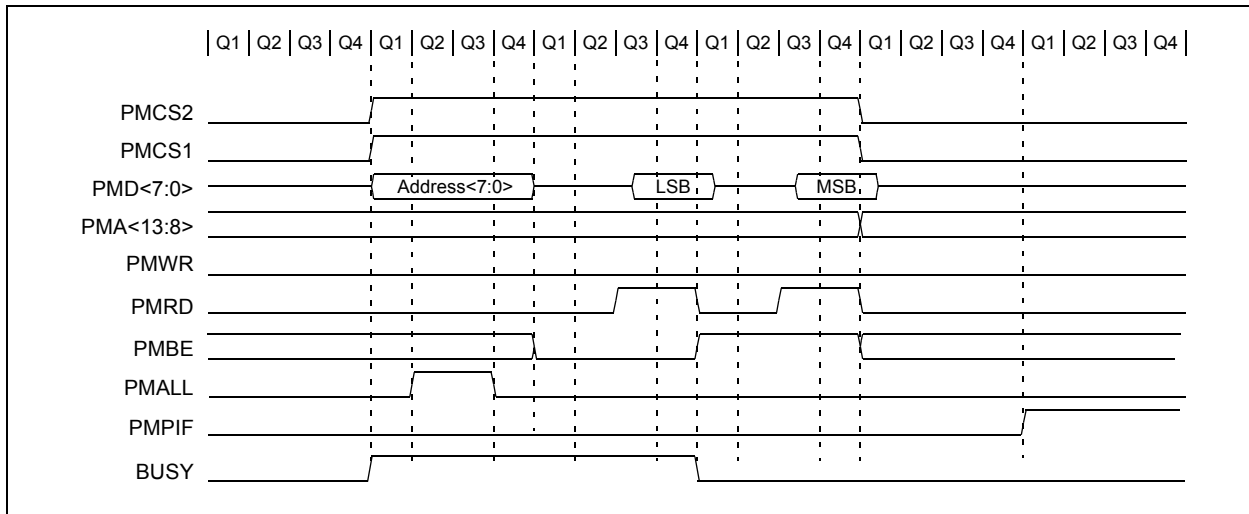 Q1 Q2 Q3 Q4 Q1 Q2 Q3 Q4 Q1 Q2 Q3 Q4 Q1 Q2 Q3 Q4 Q1 Q2 Q3 Q4 Q1 Q2 Q3 Q4
PMCS2
PMCS1
PMD<7:0> Address<7:0> LSB MSB
PMA<13:8>
PMWR
PMRD
PMBE
PMALL
PMPIF
BUSY